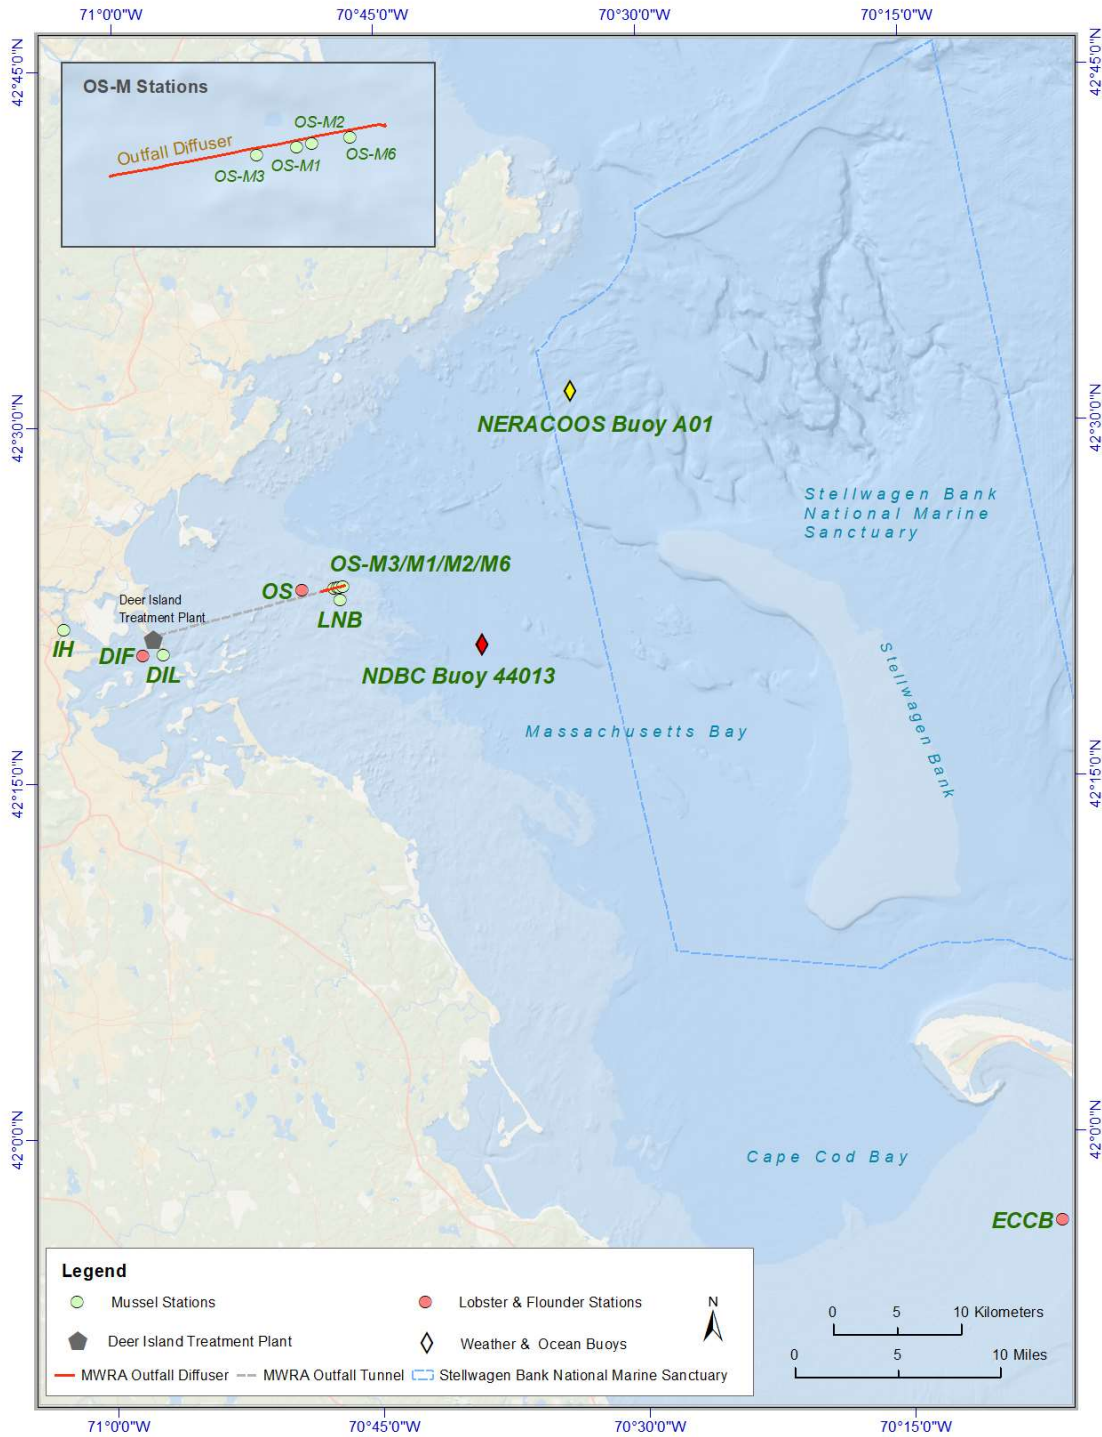 71°0'0"W 70°45'0"W 70°30'0"W 70°15'0"W
42°45'0"N
42°45'0"N
OS-M Stations
Outfall Diffuser
OS-M2
OS-M6
OS-M1
OS-M3
NERACOOS Buoy A01
42°30'0"N
42°30'0"N
Stellwagen Bank
National Marine
Sanctuary
OS-M3/M1/M2/M6
OS
LNB
Deer Island
Treatment Plant
IH
DIF
DIL
NDBC Buoy 44013
Stellwagen Bank
Massachusetts Bay
42°15'0"N
42°15'0"N
42°0'0"N
42°0'0"N
Cape Cod Bay
ECCB
Legend
Mussel Stations
Lobster & Flounder Stations
Deer Island Treatment Plant
Weather & Ocean Buoys
MWRA Outfall Diffuser
MWRA Outfall Tunnel
Stellwagen Bank National Marine Sanctuary
N
0 5 10 Kilometers
0 5 10 Miles
71°0'0"W 70°45'0"W 70°30'0"W 70°15'0"W